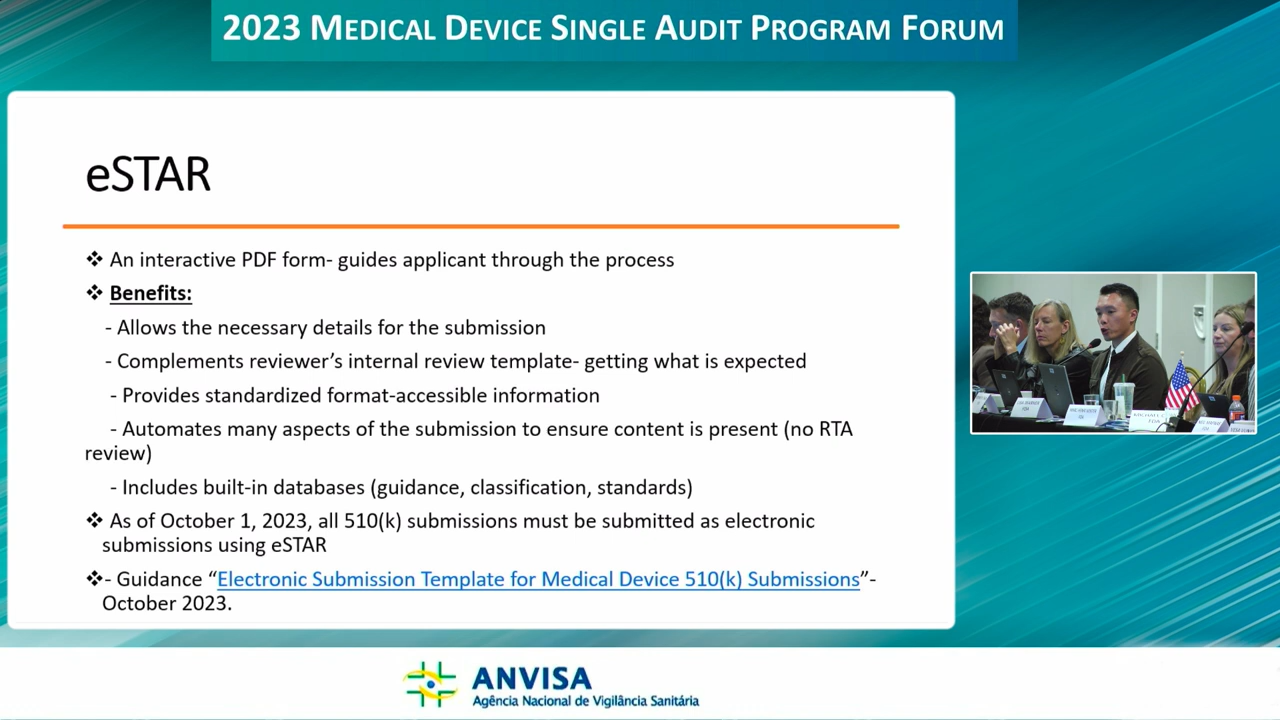 2023 MEDICAL DEVICE SINGLE AUDIT PROGRAM FORUM
eSTAR
❖ An interactive PDF form- guides applicant through the process
❖ Benefits:
- Allows the necessary details for the submission
- Complements reviewer’s internal review template- getting what is expected
- Provides standardized format-accessible information
- Automates many aspects of the submission to ensure content is present (no RTA
review)
- Includes built-in databases (guidance, classification, standards)
❖ As of October 1, 2023, all 510(k) submissions must be submitted as electronic
submissions using eSTAR
❖- Guidance “Electronic Submission Template for Medical Device 510(k) Submissions”-
October 2023.
FDA
FDA
ANVISA
Agência Nacional de Vigilância Sanitária